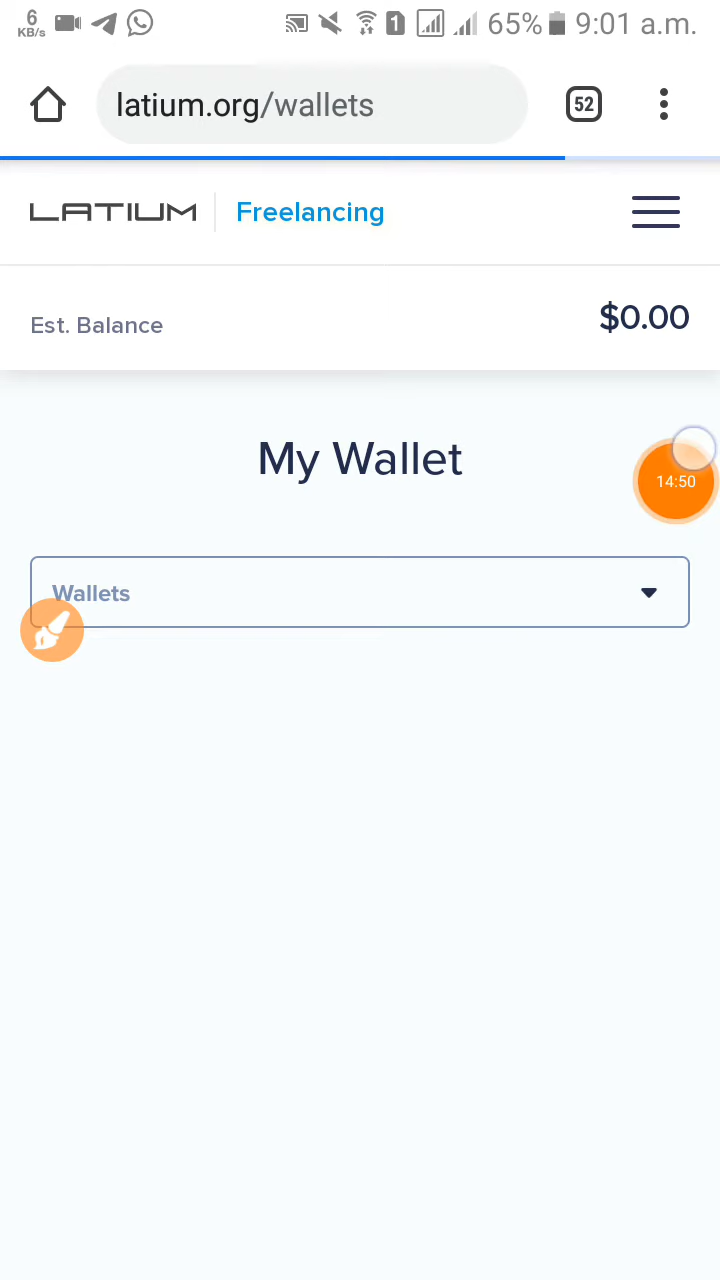 6
KB/s
1
65%
9:01 a.m.
latium.org/wallets
52
LATIUM
Freelancing
Est. Balance
$0.00
My Wallet
14:50
Wallets